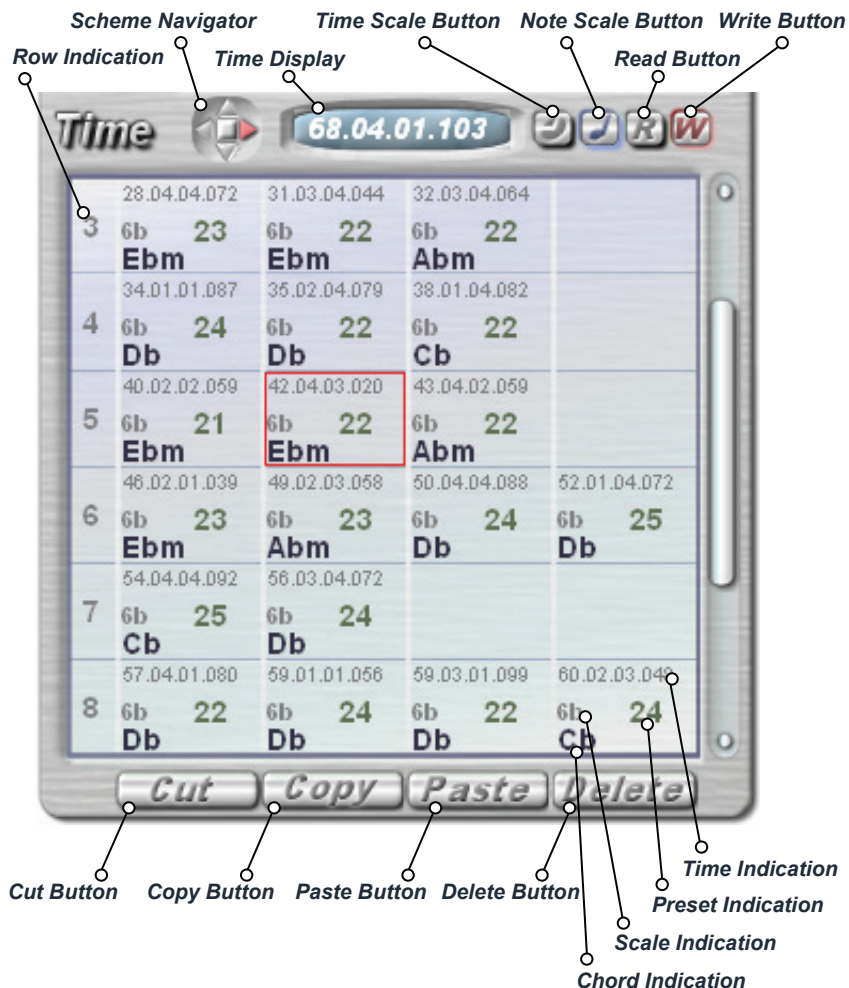 Scheme Navigator Time Scale Button Note Scale Button Write Button
Row Indication Time Display Read Button
Time 68.04.01.103 R W
28.04.04.072 31.03.04.044 32.03.04.064
3 6b 23 6b 22 6b 22
Ebm Ebm Abm
34.01.01.087 35.02.04.079 38.01.04.082
4 6b 24 6b 22 6b 22
Db Db Cb
40.02.02.059 42.04.03.020 43.04.02.059
5 6b 21 6b 22 6b 22
Ebm Ebm Abm
46.02.01.039 49.02.03.058 50.04.04.088 52.01.04.072
6 6b 23 6b 23 6b 24 6b 25
Ebm Abm Db Db
54.04.04.092 56.03.04.072
7 6b 25 6b 24
Cb Db
57.04.01.080 59.01.01.056 59.03.01.099
8 6b 22 6b 24 6b 22 6b 24
Db Db Db Cb
Cut Copy Paste Delete
Time Indication
Cut Button Copy Button Paste Button Delete Button
Preset Indication
Scale Indication
Chord Indication